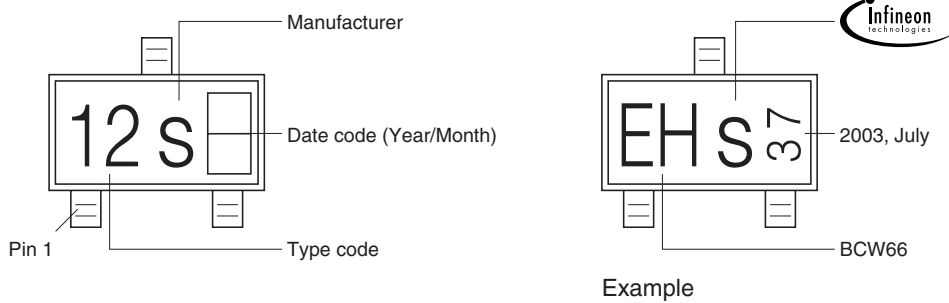 Manufacturer
12 s
Date code (Year/Month)
Pin 1
Type code
Infineon
technologies
EH s 37
2003, July
BCW66
Example